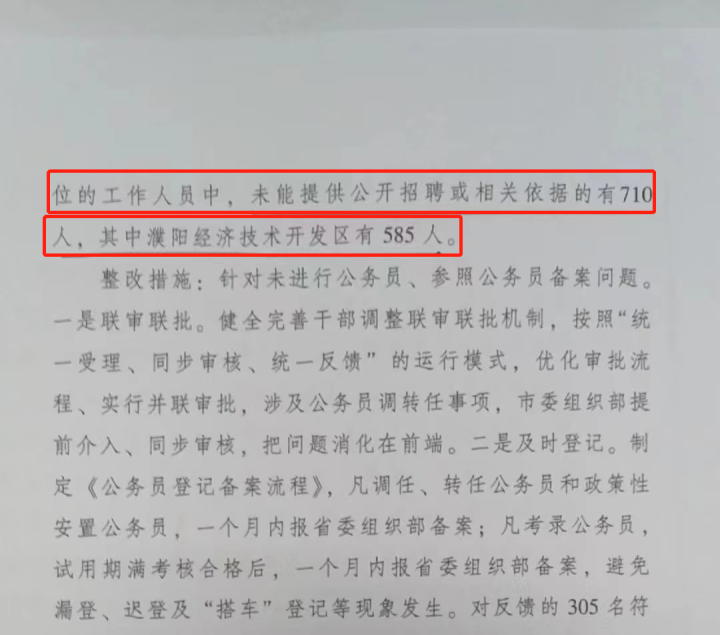 位的工作人员中，未能提供公开招聘或相关依据的有710
人，其中濮阳经济技术开发区有 585 人。
整改措施：针对未进行公务员、参照公务员备案问题。
一是联审联批。健全完善干部调整联审联批机制，按照“统
一受理、同步审核、统一反馈”的运行模式，优化审批流
程、实行并联审批，涉及公务员调转任事项，市委组织部提
前介入、同步审核，把问题消化在前端。二是及时登记。制
定《公务员登记备案流程》，凡调任、转任公务员和政策性
安置公务员，一个月内报省委组织部备案；凡考录公务员，
试用期满考核合格后，一个月内报省委组织部备案，避免
漏登、迟登及“搭车”登记等现象发生。对反馈的 305 名符